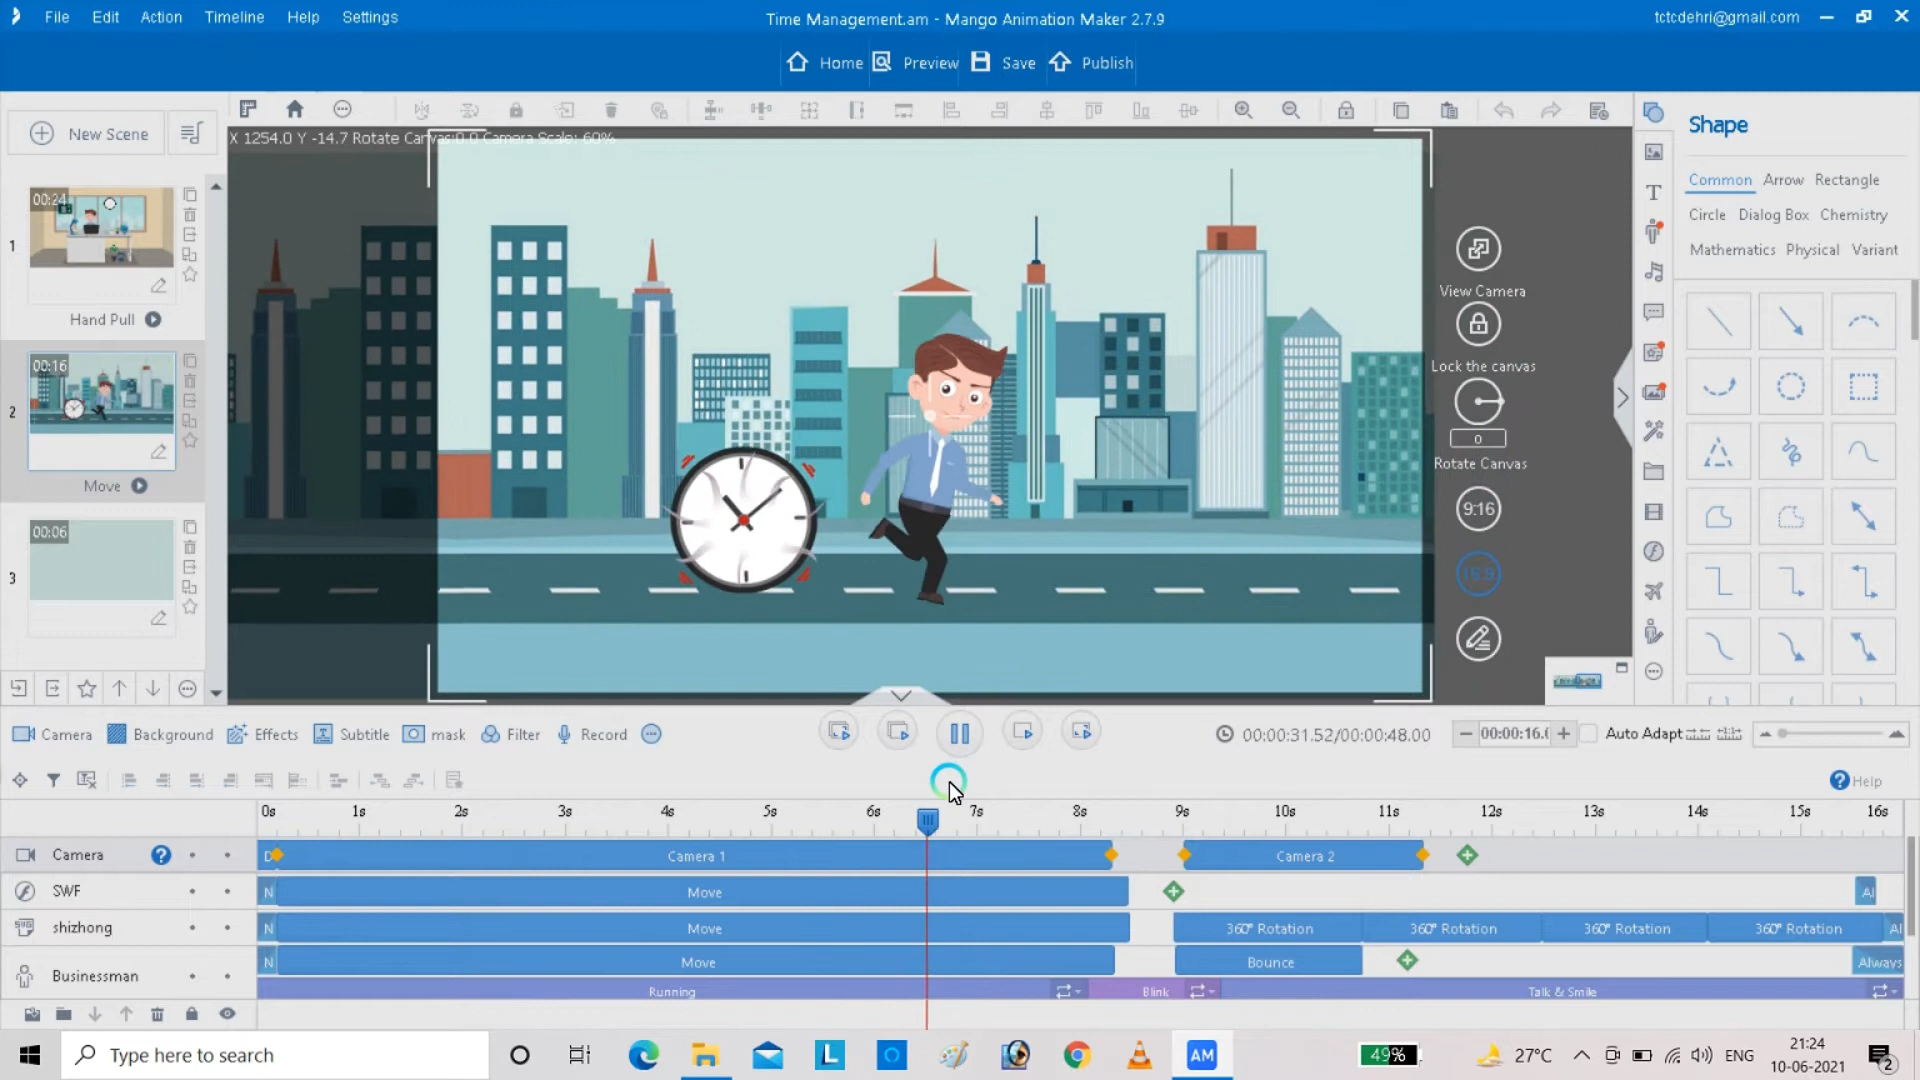 File Edit Action Timeline Help Settings
Time Management.am - Mango Animation Maker 2.7.9
tctcdehri@gmail.com
Home Preview Save Publish
New Scene
X 1254.0 Y -14.7 Rotate Canvas:0.0 Camera Scale: 60%
Shape
Common Arrow Rectangle
Circle Dialog Box Chemistry
Mathematics Physical Variant
00:24
1
Hand Pull
00:16
2
Move
00:06
3
View Camera
Lock the canvas
0
Rotate Canvas
9:16
16:9
Camera Background Effects Subtitle mask Filter Record
00:00:31.52/00:00:48.00
00:00:16.0
Auto Adapt
Help
0s 1s 2s 3s 4s 5s 6s 7s 8s 9s 10s 11s 12s 13s 14s 15s 16s
Camera D Camera 1 Camera 2
SWF N Move Al
shizhong N Move 360° Rotation 360° Rotation 360° Rotation 360° Rotation Al
Businessman N Move Bounce Always
Running Blink Talk & Smile
Type here to search
L
AM
49%
27°C
ENG
21:24
10-06-2021
2